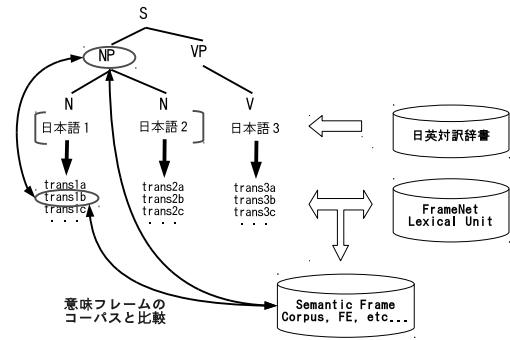 S
NP
VP
N
N
V
日本語1
日本語2
日本語3
日英対訳辞書
trans1a
trans1b
trans1c
・・・
trans2a
trans2b
trans2c
・・・
trans3a
trans3b
trans3c
・・・
FrameNet
Lexical Unit
意味フレームの
コーパスと比較
Semantic Frame
Corpus, FE, etc...